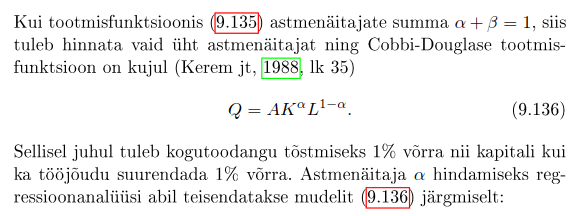 Kui tootmisfunktsioonis (9.135) astmenäitajate summa α + β = 1, siis
tuleb hinnata vaid üht astmenäitajat ning Cobbi-Douglase tootmis-
funktsioon on kujul (Kerem jt, 1988, lk 35)
Q = AK^αL^{1−α}. (9.136)
Sellisel juhul tuleb kogutoodangu tõstmiseks 1% võrra nii kapitali kui
ka tööjõudu suurendada 1% võrra. Astmenäitaja α hindamiseks reg-
ressioonanalüüsi abil teisendatakse mudelit (9.136) järgmiselt: